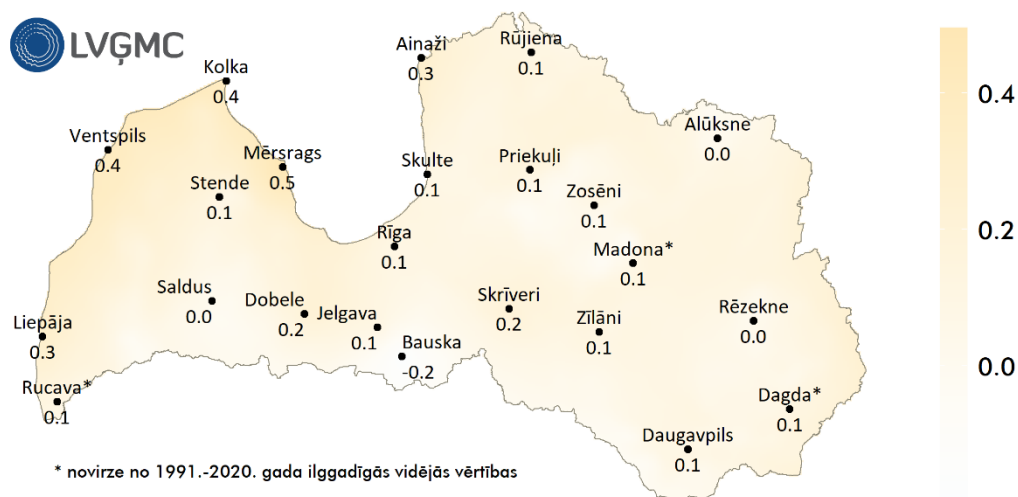 LVĢMC
Ainaži
0.3
Rūjiena
0.1
Kolka
0.4
0.4
Ventspils
0.4
Alūksne
0.0
Mērsrags
0.5
Skulte
0.1
Priekuļi
0.1
Stende
0.1
Zosēni
0.1
0.2
Rīga
0.1
Madona*
0.1
Saldus
0.0
Dobele
0.2
Jelgava
0.1
Skrīveri
0.2
Zīlāni
0.1
Rēzekne
0.0
Liepāja
0.3
Bauska
-0.2
0.0
Rucava*
0.1
Dagda*
0.1
Daugavpils
0.1
* novirze no 1991.-2020. gada ilggadīgās vidējās vērtības